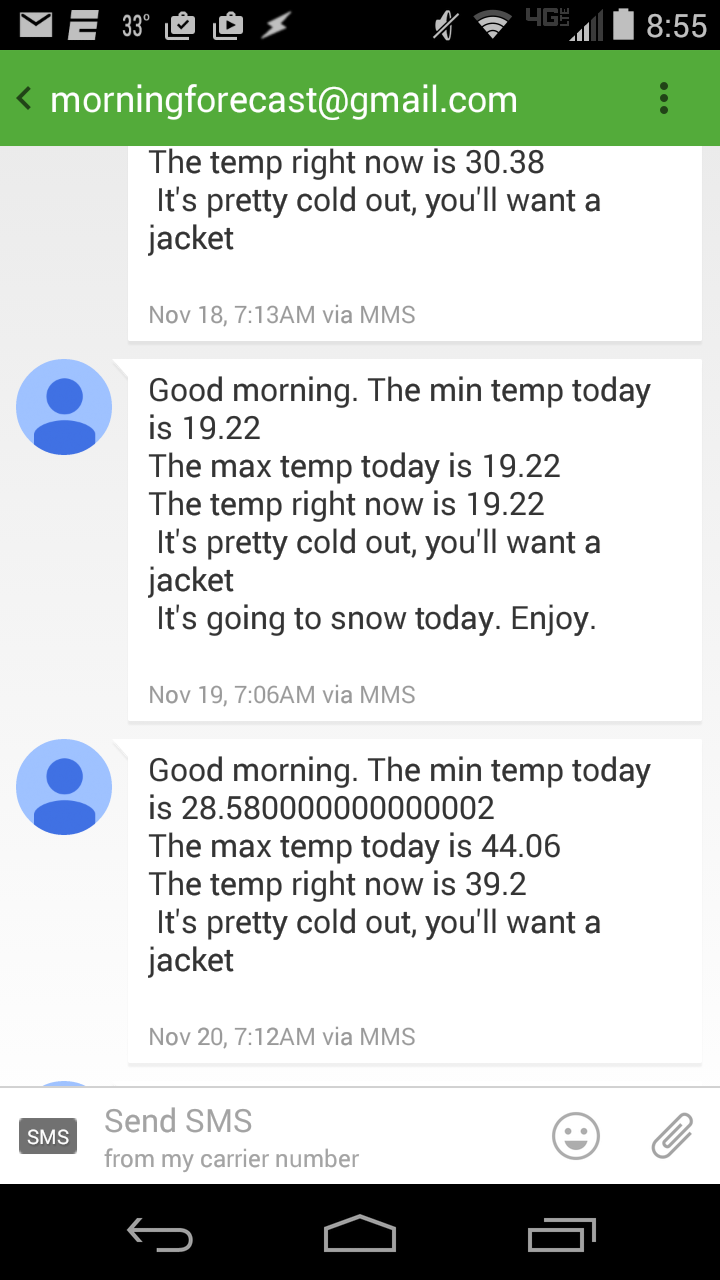 33°
4G LTE
8:55
morningforecast@gmail.com
The temp right now is 30.38
It's pretty cold out, you'll want a
jacket
Nov 18, 7:13AM via MMS
Good morning. The min temp today
is 19.22
The max temp today is 19.22
The temp right now is 19.22
It's pretty cold out, you'll want a
jacket
It's going to snow today. Enjoy.
Nov 19, 7:06AM via MMS
Good morning. The min temp today
is 28.580000000000002
The max temp today is 44.06
The temp right now is 39.2
It's pretty cold out, you'll want a
jacket
Nov 20, 7:12AM via MMS
SMS
Send SMS
from my carrier number